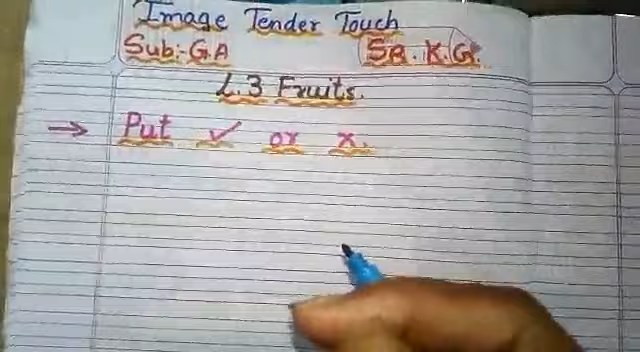 Image Tender Touch
Sub:- G.A
Sr. K.G.
L.3 Fruits.
→ Put ✓ or x.